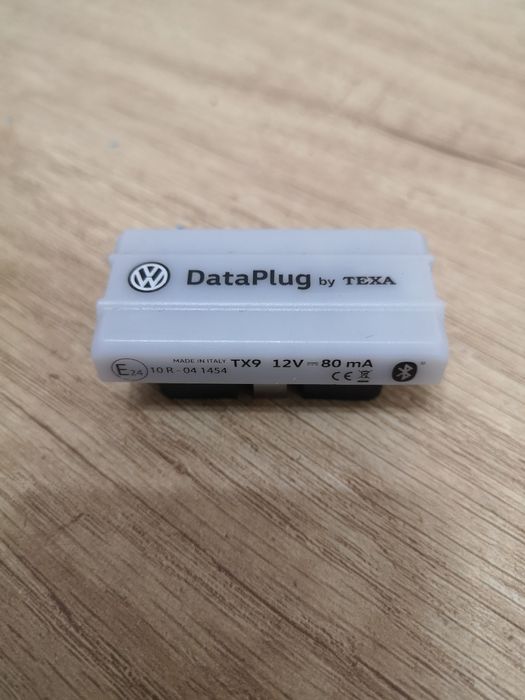 DataPlug by TEXA
MADE IN ITALY TX9 12V ⎓ 80 mA
E24 10 R - 04 1454 CE